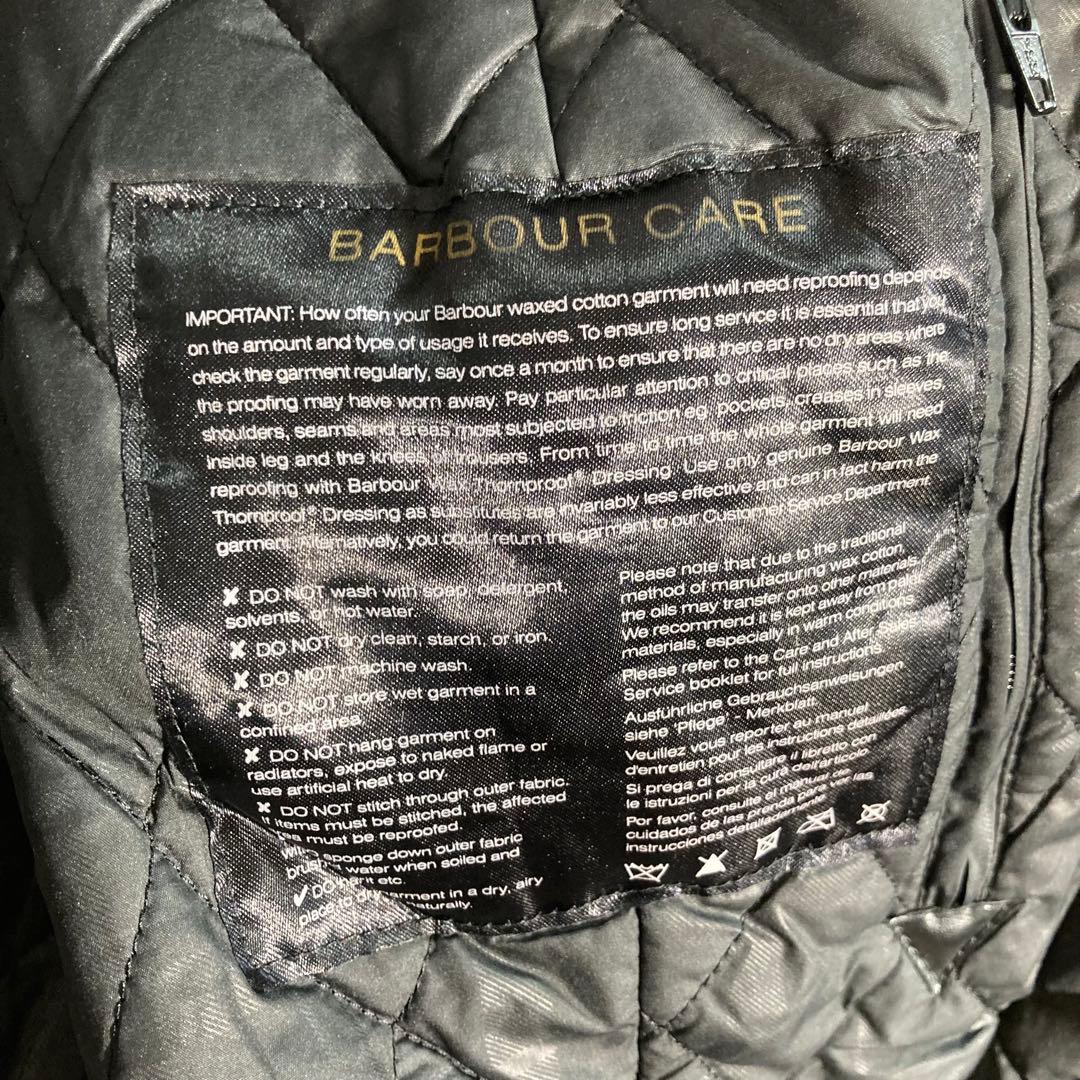 BARBOUR CARE
IMPORTANT: How often your Barbour waxed cotton garment will need reproofing depends
on the amount and type of usage it receives. To ensure long service it is essential that you
check the garment regularly, say once a month to ensure that there are no dry areas where
the proofing may have worn away. Pay particular attention to critical places such as the
shoulders, seams and areas most subjected to friction eg. pockets, creases in sleeves,
inside leg and the knees of trousers. From time to time the whole garment will need
reproofing with Barbour Wax Thornproof® Dressing. Use only genuine Barbour Wax
Thornproof® Dressing as substitutes are invariably less effective and can in fact harm the
garment. Alternatively, you could return the garment to our Customer Service Department.
✘ DO NOT wash with soap, detergent,
solvents, or hot water.
✘ DO NOT dry clean, starch, or iron.
✘ DO NOT machine wash.
✘ DO NOT store wet garment in a
confined area.
✘ DO NOT hang garment on
radiators, expose to naked flame or
use artificial heat to dry.
✘ DO NOT stitch through outer fabric.
If items must be stitched, the affected
must be reproofed.
sponge down outer fabric
water when soiled and
✓ DO etc.
place to dry garment in a dry, airy
naturally.
Please note that due to the traditional
method of manufacturing wax cotton,
the oils may transfer onto other materials.
We recommend it is kept away from pale
materials, especially in warm conditions.
Please refer to the Care and After Sales
Service booklet for full instructions.
Ausführliche Gebrauchsanweisungen
siehe 'Pflege' - Merkblatt.
Veuillez vous reporter au manuel
d'entretien pour les instructions detaillées.
Si prega di consultare il libretto con
le istruzioni per la cura dell'articolo.
Por favor, consulte el manual de
cuidados de las prenda para ver las
instrucciones detalladas.